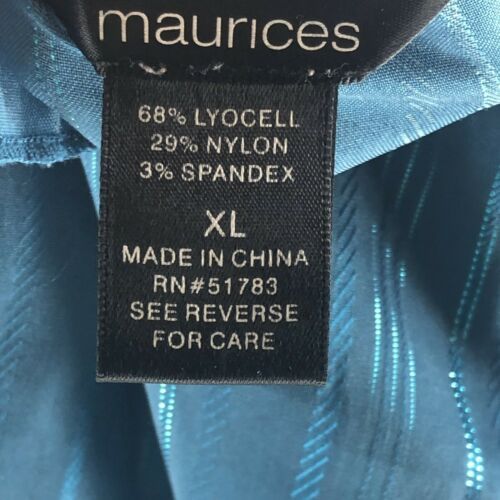 maurices
68% LYOCELL
29% NYLON
3% SPANDEX
XL
MADE IN CHINA
RN#51783
SEE REVERSE
FOR CARE